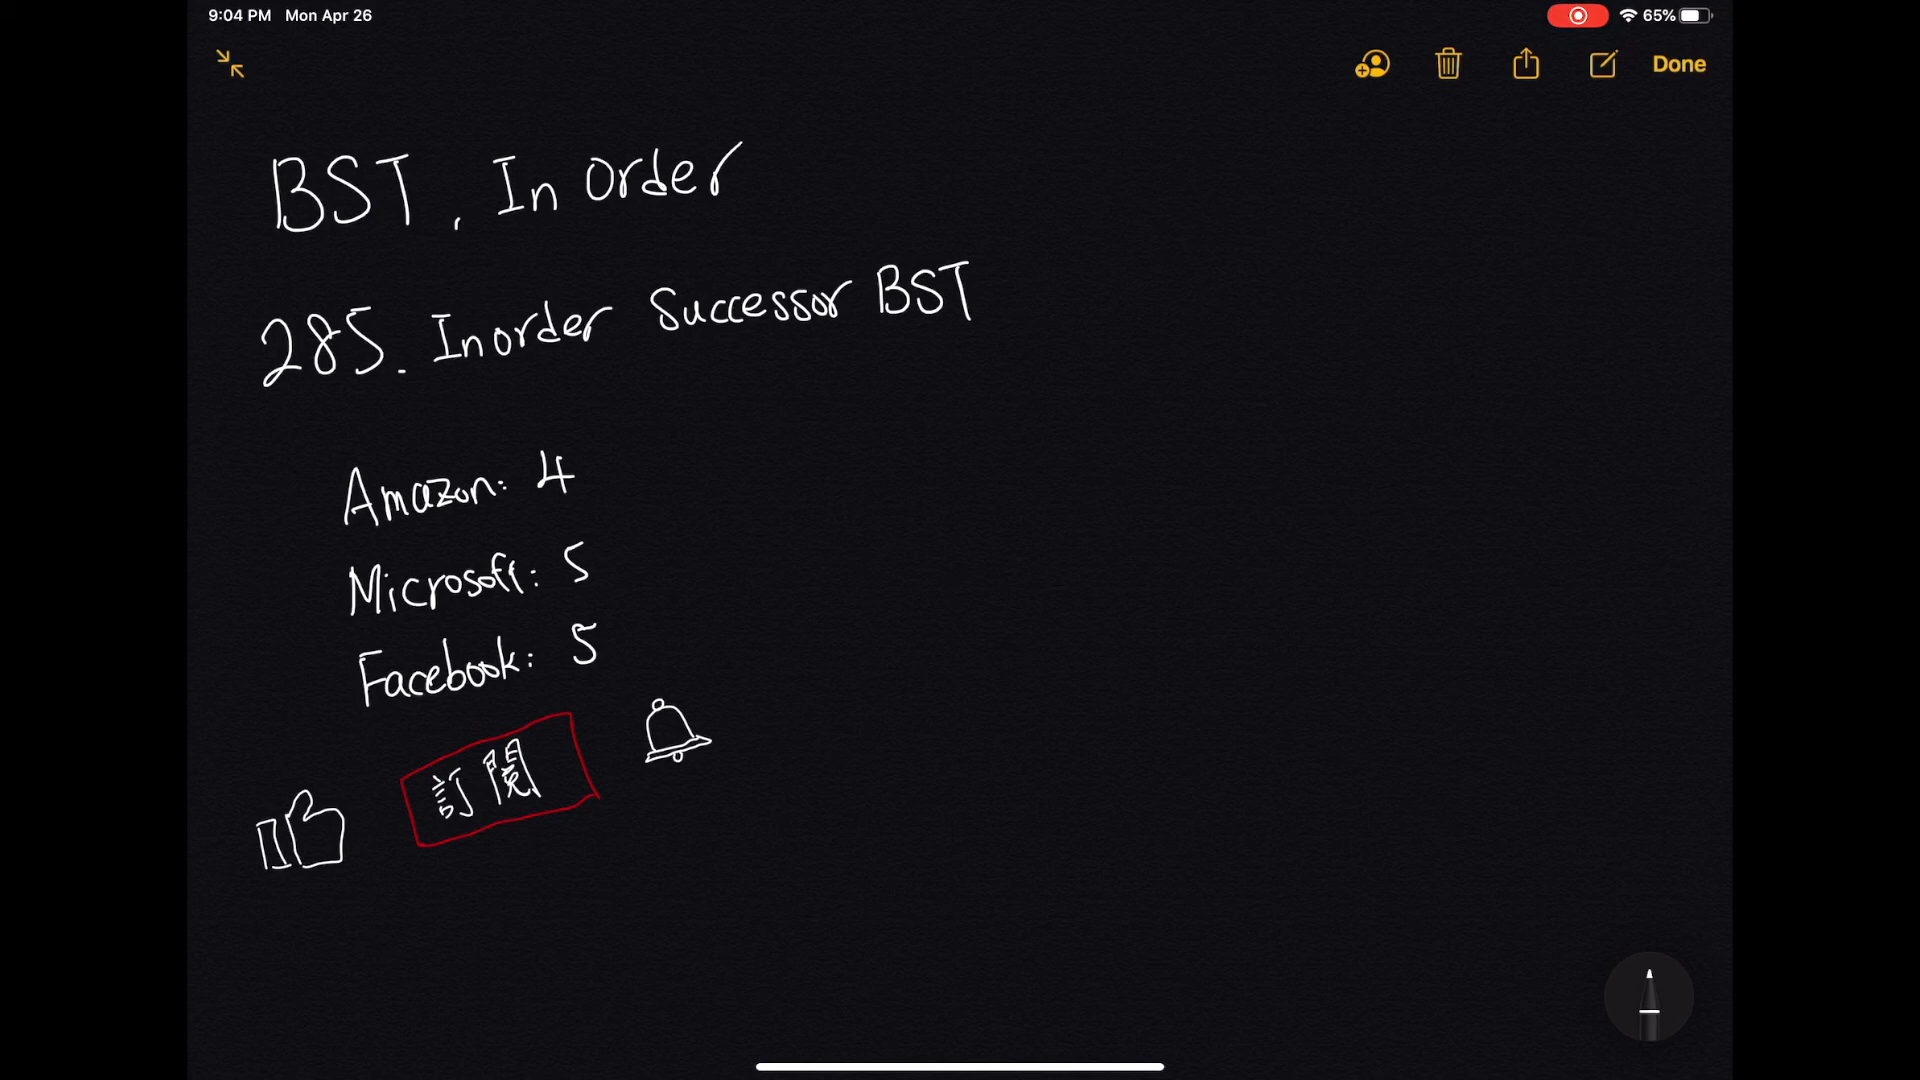 9:04 PM Mon Apr 26
65%
Done
BST, In Order
285. Inorder Successor BST
Amazon: 4
Microsoft: 5
Facebook: 5
訂閱